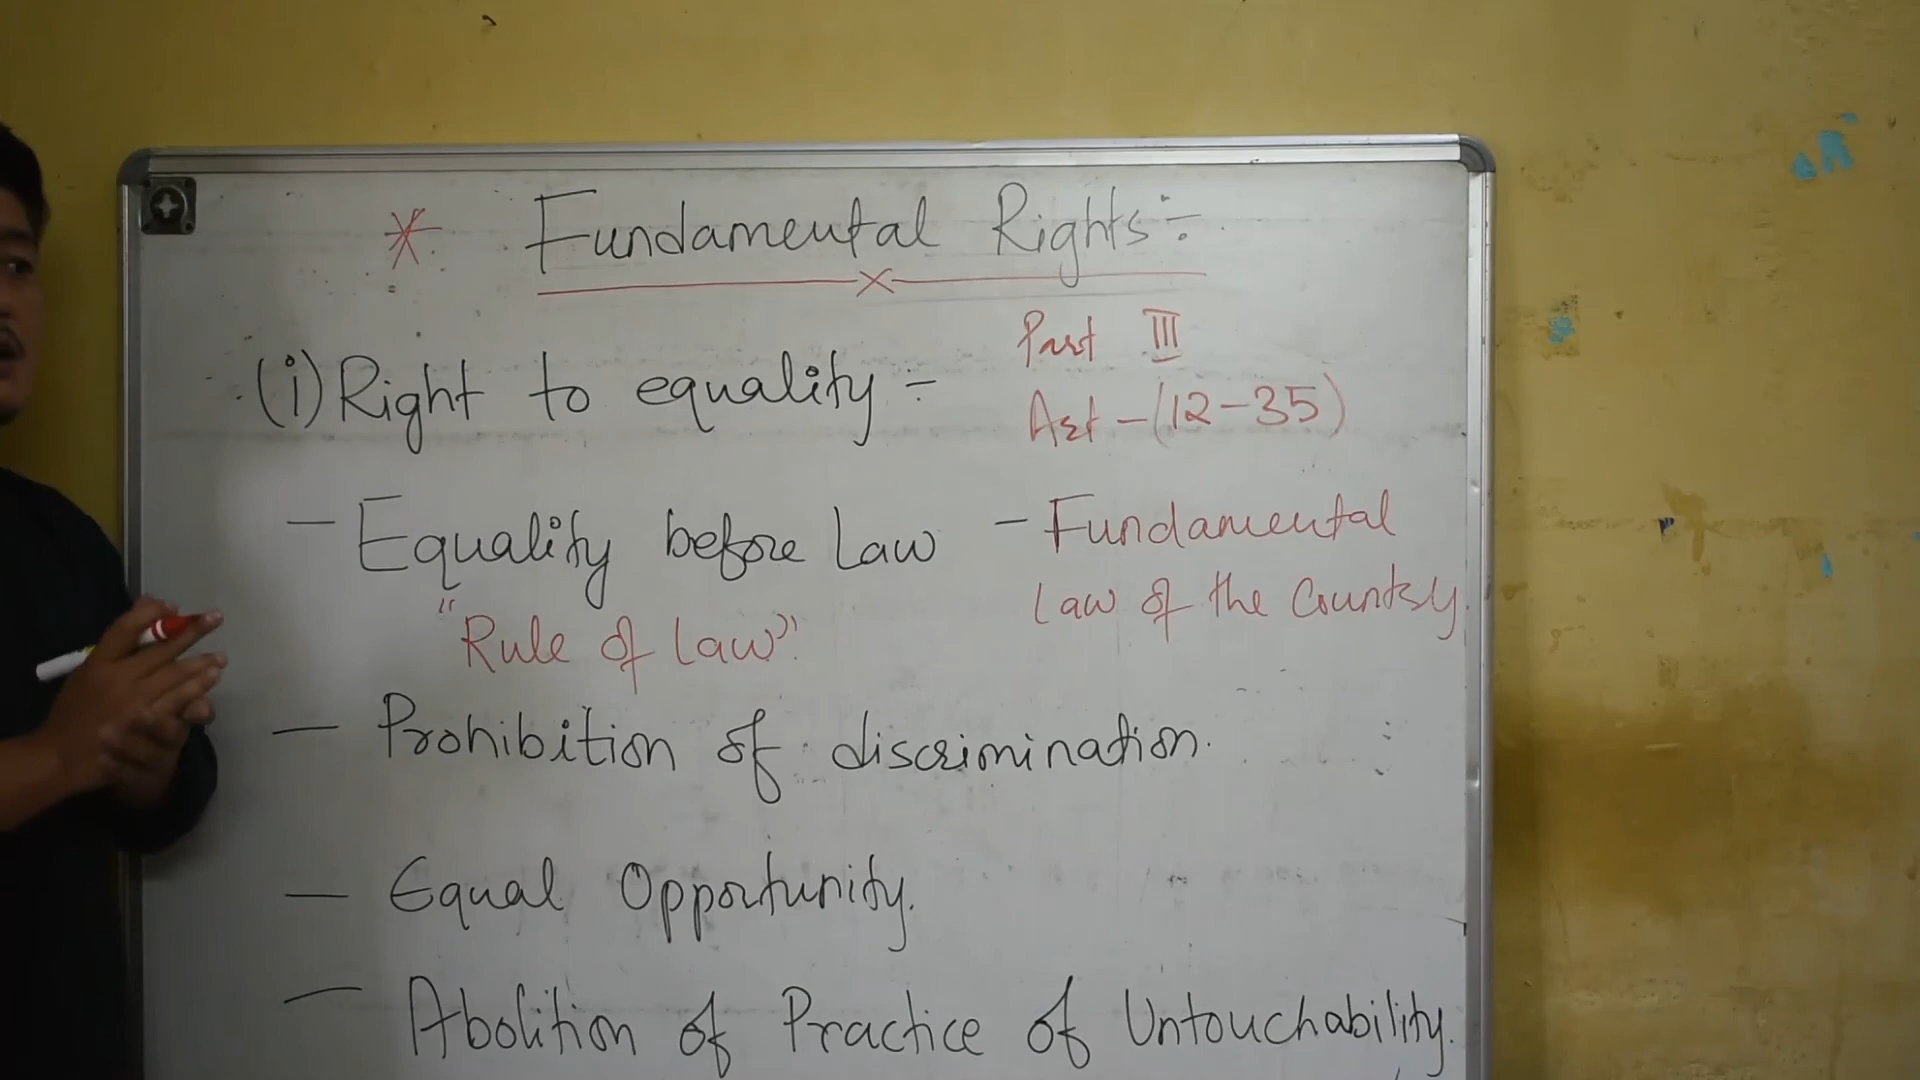 * Fundamental Rights:-
Part III
(i) Right to equality :-
Art - (12-35)
- Equality before Law
- Fundamental
Law of the Country.
"Rule of Law".
- Prohibition of discrimination.
- Equal Opportunity.
- Abolition of Practice of Untouchability.